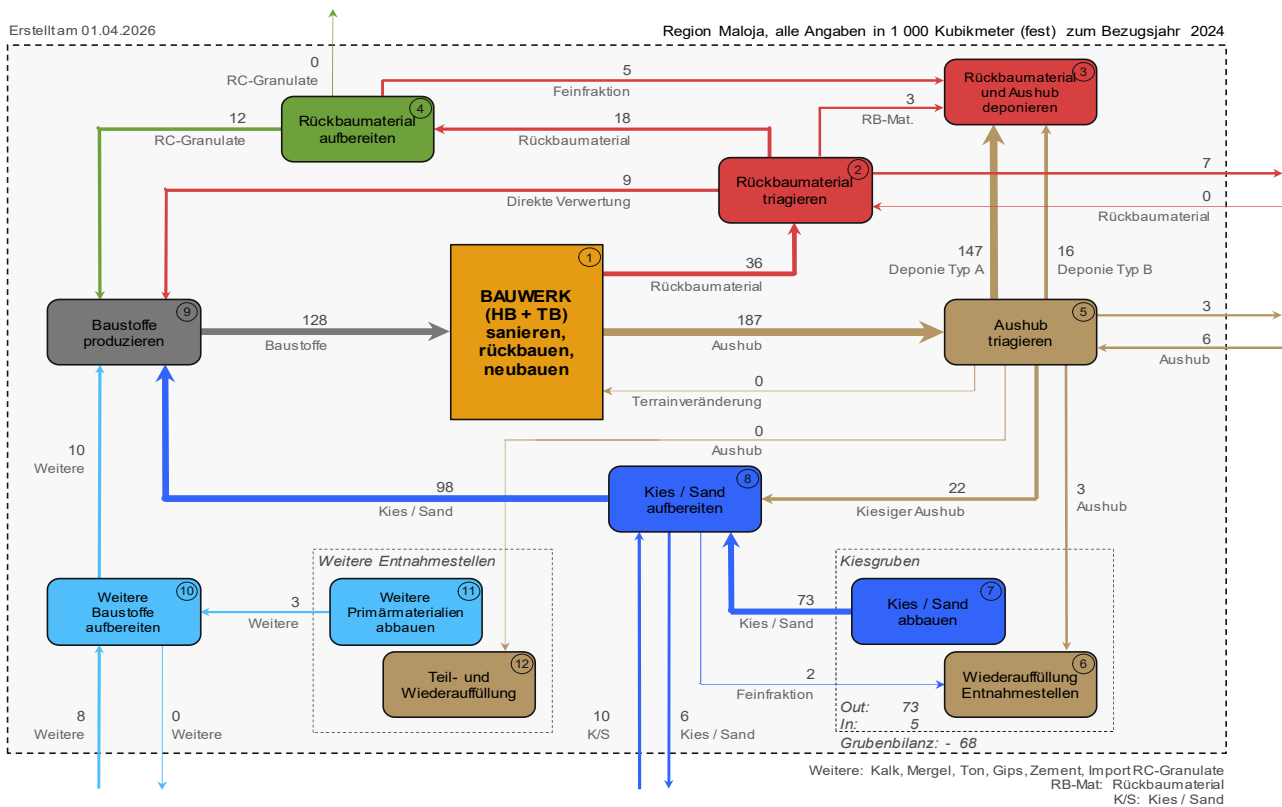 Erstellt am 01.04.2026
Region Maloja, alle Angaben in 1 000 Kubikmeter (fest) zum Bezugsjahr 2024
0
RC-Granulate
5
Feinfraktion
3
Rückbaumaterial
und Aushub
deponieren
4
Rückbaumaterial
aufbereiten
3
RB-Mat.
12
RC-Granulate
18
Rückbaumaterial
2
Rückbaumaterial
triagieren
7
9
Direkte Verwertung
0
Rückbaumaterial
147
Deponie Typ A
16
Deponie Typ B
1
BAUWERK
(HB + TB)
sanieren,
rückbauen,
neubauen
36
Rückbaumaterial
9
Baustoffe
produzieren
128
Baustoffe
187
Aushub
5
Aushub
triagieren
3
6
Aushub
0
Terrainveränderung
0
Aushub
10
Weitere
98
Kies / Sand
8
Kies / Sand
aufbereiten
22
Kiesiger Aushub
3
Aushub
Weitere Entnahmestellen
Kiesgruben
10
Weitere
Baustoffe
aufbereiten
3
Weitere
11
Weitere
Primärmaterialien
abbauen
73
Kies / Sand
7
Kies / Sand
abbauen
12
Teil- und
Wiederauffüllung
2
Feinfraktion
6
Wiederauffüllung
Entnahmestellen
8
Weitere
0
Weitere
10
K/S
6
Kies / Sand
Out: 73
In: 5
Grubenbilanz: - 68
Weitere: Kalk, Mergel, Ton, Gips, Zement, Import RC-Granulate
RB-Mat: Rückbaumaterial
K/S: Kies / Sand